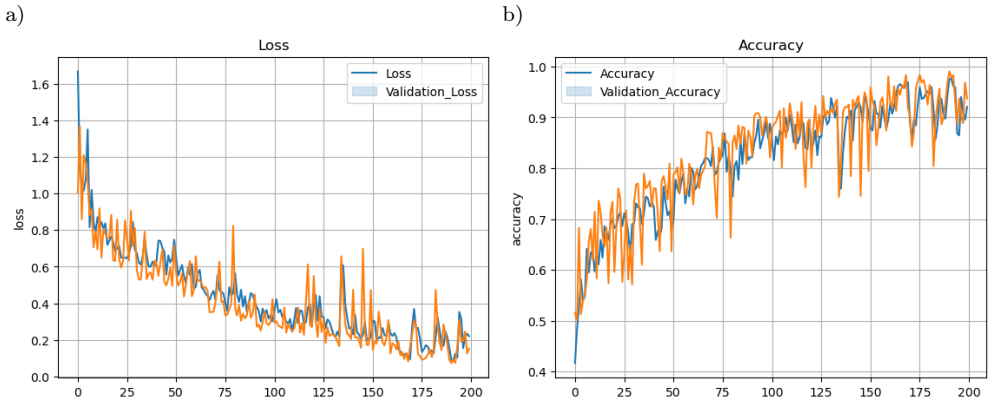 a)
b)
Loss
Accuracy
Loss
Validation_Loss
Accuracy
Validation_Accuracy
loss
1.6
1.4
1.2
1.0
0.8
0.6
0.4
0.2
0.0
0 25 50 75 100 125 150 175 200
accuracy
1.0
0.9
0.8
0.7
0.6
0.5
0.4
0 25 50 75 100 125 150 175 200